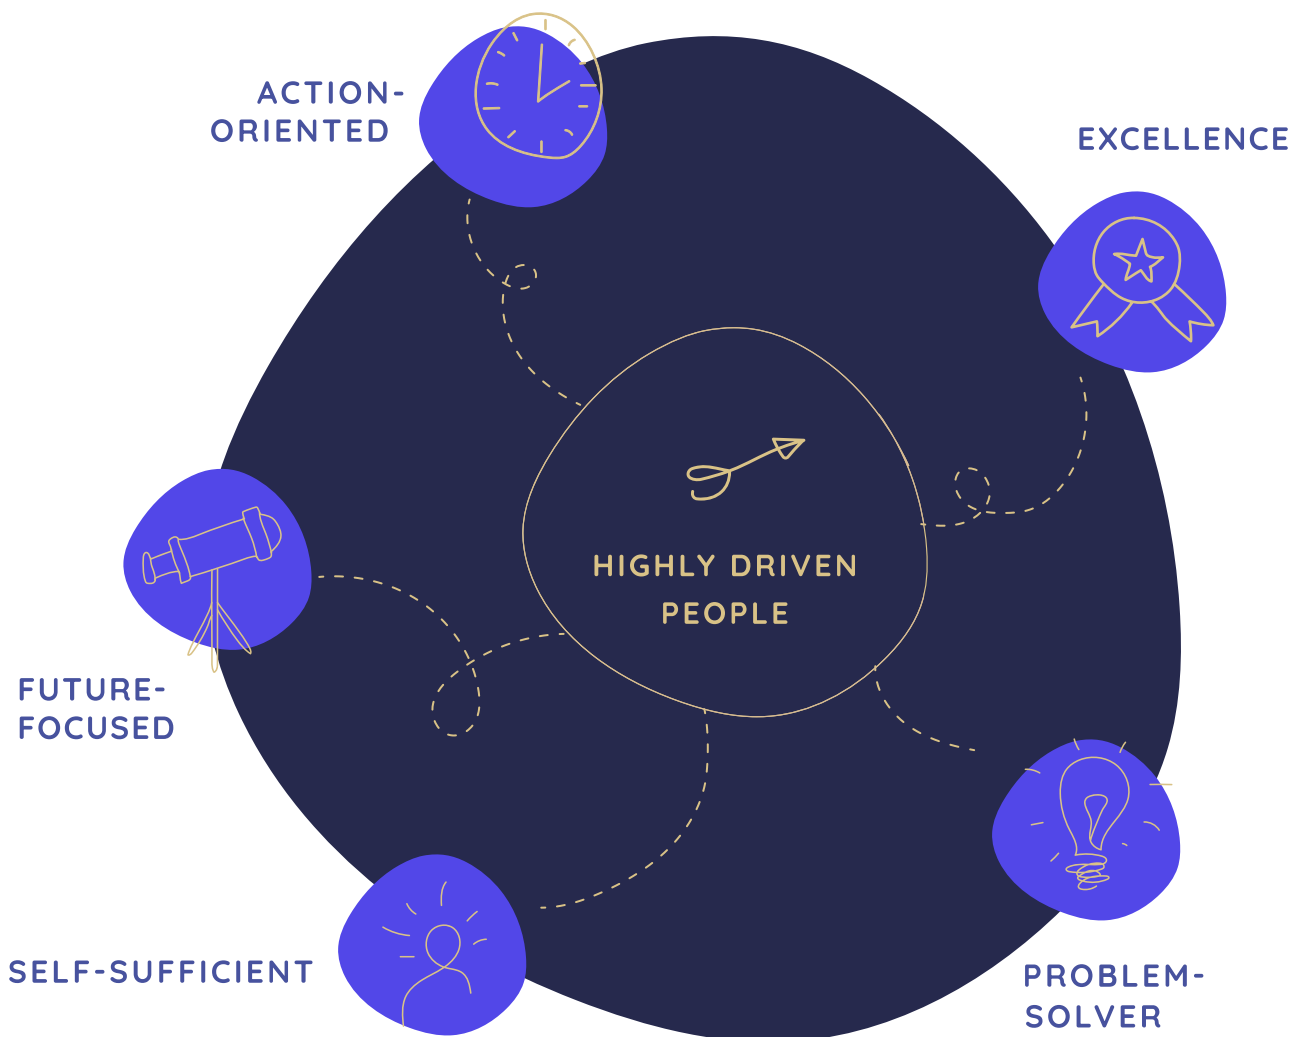 ACTION-
ORIENTED
EXCELLENCE
HIGHLY DRIVEN
PEOPLE
FUTURE-
FOCUSED
SELF-SUFFICIENT
PROBLEM-
SOLVER